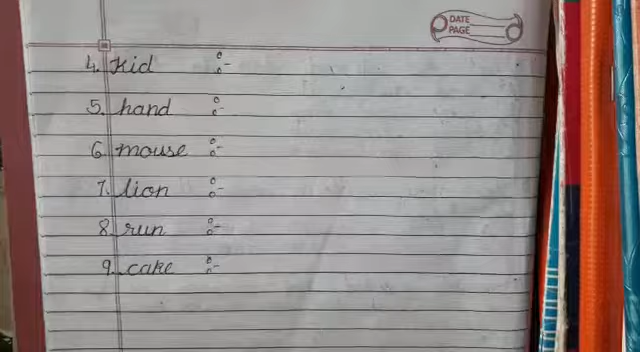 DATE
PAGE
4. kid :-
5. hand :-
6. mouse :-
7. lion :-
8. run :-
9. cake :-